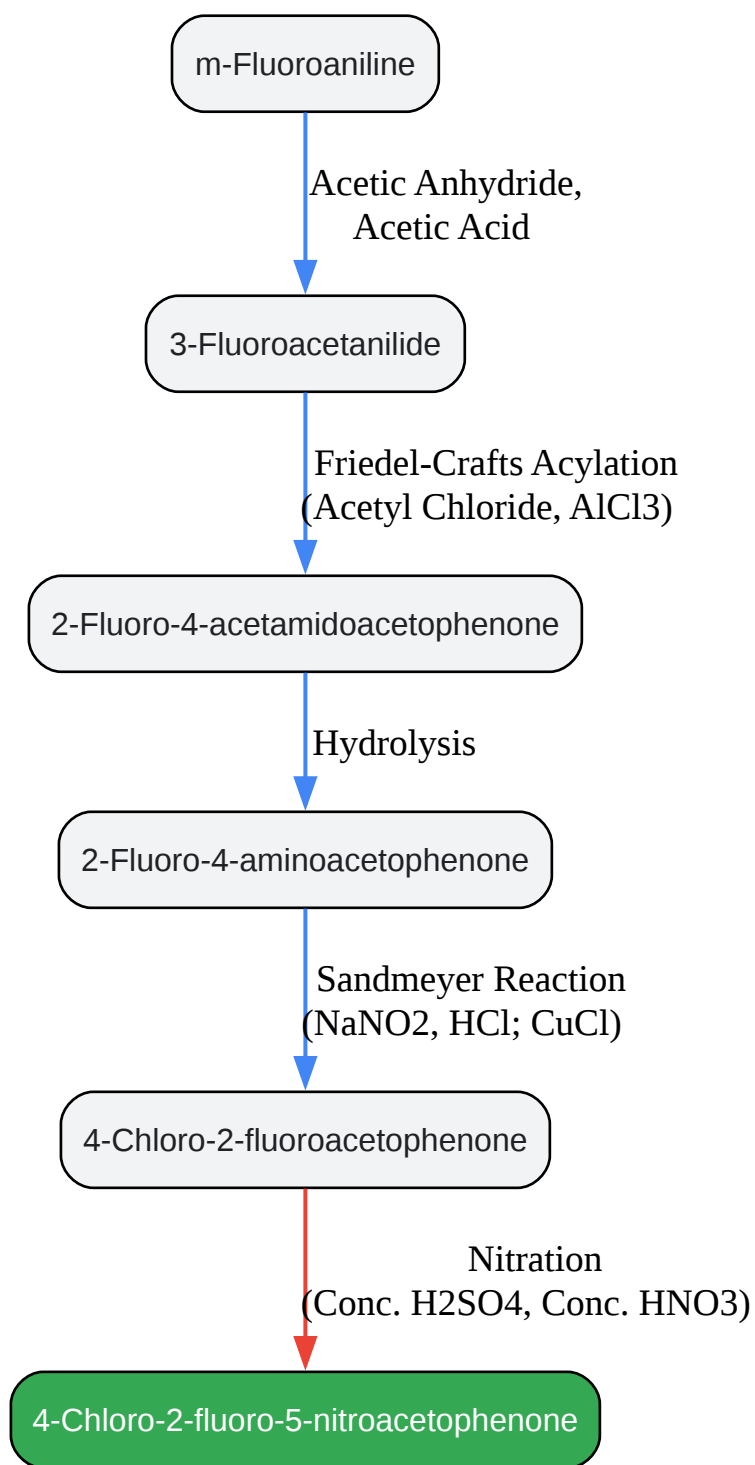 m-Fluoroaniline
Acetic Anhydride,
Acetic Acid
3-Fluoroacetanilide
Friedel-Crafts Acylation
(Acetyl Chloride, AlCl3)
2-Fluoro-4-acetamidoacetophenone
Hydrolysis
2-Fluoro-4-aminoacetophenone
Sandmeyer Reaction
(NaNO2, HCl; CuCl)
4-Chloro-2-fluoroacetophenone
Nitration
(Conc. H2SO4, Conc. HNO3)
4-Chloro-2-fluoro-5-nitroacetophenone